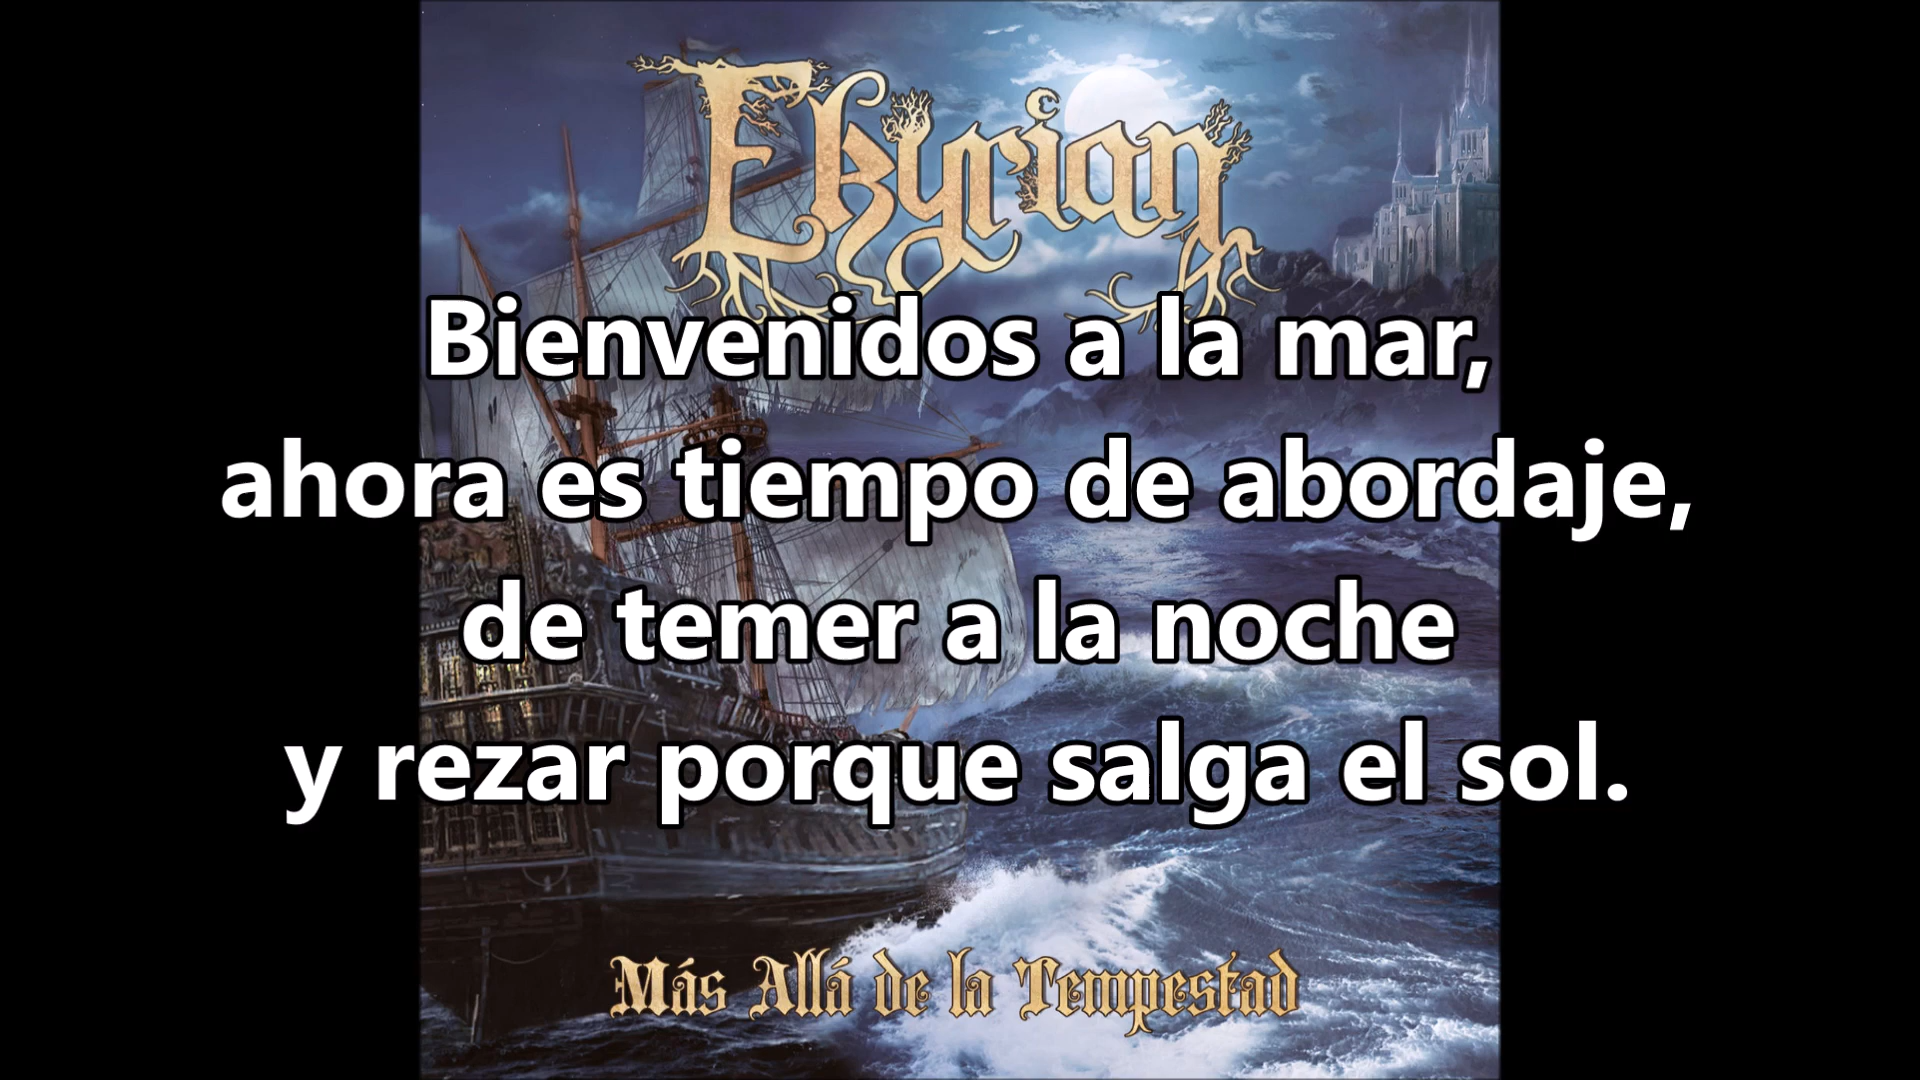 Ekyrian
Bienvenidos a la mar,
ahora es tiempo de abordaje,
de temer a la noche
y rezar porque salga el sol.
Más Allá de la Tempestad